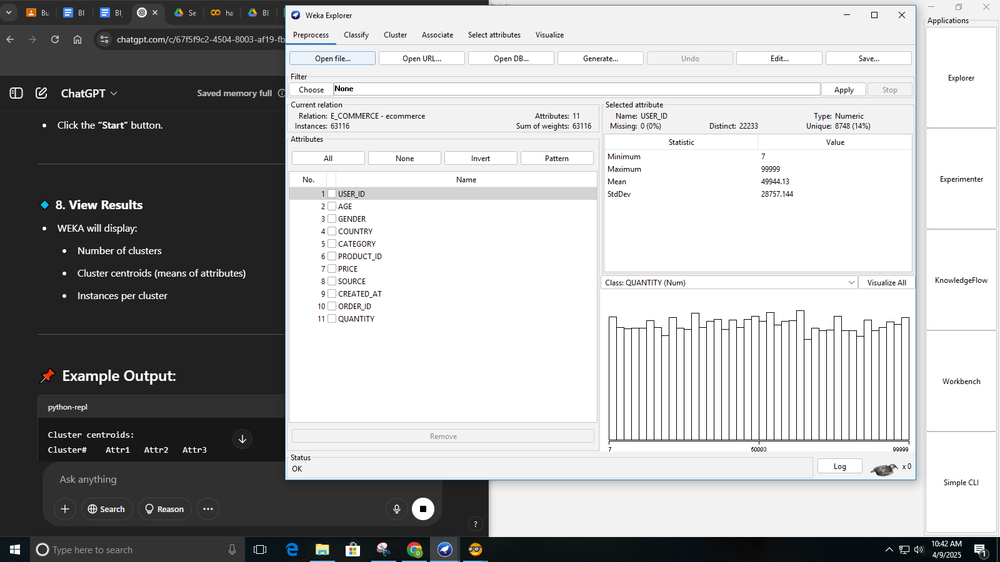 Bu
BI
BI_
Se
ha
BI
chatgpt.com/c/67f5f9c2-4504-8003-af19-fb
ChatGPT
Saved memory full
Click the “Start” button.
8. View Results
WEKA will display:
Number of clusters
Cluster centroids (means of attributes)
Instances per cluster
Example Output:
python-repl
Cluster centroids:
Cluster# Attr1 Attr2 Attr3
Ask anything
Search
Reason
?
Weka Explorer
Preprocess Classify Cluster Associate Select attributes Visualize
Open file... Open URL... Open DB... Generate... Undo Edit... Save...
Filter
Choose None Apply Stop
Current relation
Relation: E_COMMERCE - ecommerce Attributes: 11
Instances: 63116 Sum of weights: 63116
Attributes
All None Invert Pattern
No. Name
1 USER_ID
2 AGE
3 GENDER
4 COUNTRY
5 CATEGORY
6 PRODUCT_ID
7 PRICE
8 SOURCE
9 CREATED_AT
10 ORDER_ID
11 QUANTITY
Remove
Selected attribute
Name: USER_ID Type: Numeric
Missing: 0 (0%) Distinct: 22233 Unique: 8748 (14%)
Statistic Value
Minimum 7
Maximum 99999
Mean 49944.13
StdDev 28757.144
Class: QUANTITY (Num) Visualize All
7 50003 99999
Status
OK
Log x 0
Applications
Explorer
Experimenter
KnowledgeFlow
Workbench
Simple CLI
Type here to search
D
10:42 AM
4/9/2025
1